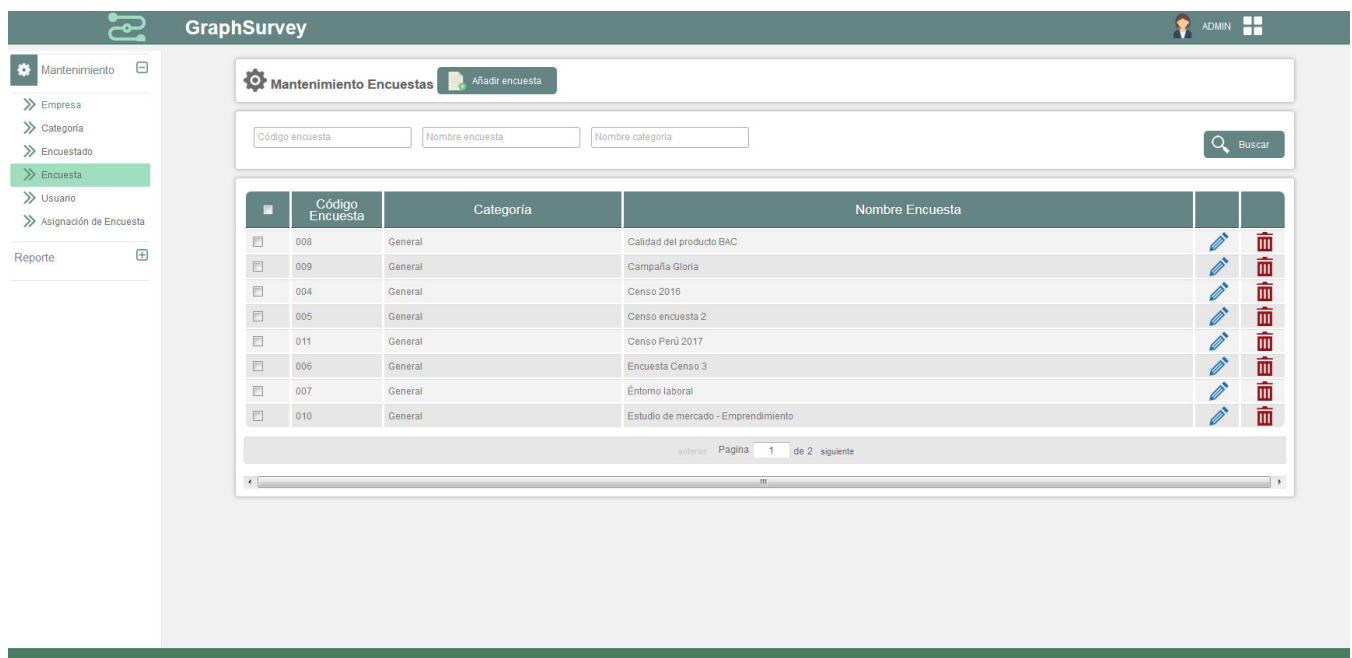 GraphSurvey
ADMIN
Mantenimiento
Empresa
Categoría
Encuestado
Encuesta
Usuario
Asignación de Encuesta
Reporte
Mantenimiento Encuestas
Añadir encuesta
Código encuesta
Nombre encuesta
Nombre categoria
Buscar
Código Encuesta Categoría Nombre Encuesta
008 General Calidad del producto BAC
009 General Campaña Gloria
004 General Censo 2016
005 General Censo encuesta 2
011 General Censo Perú 2017
006 General Encuesta Censo 3
007 General Éntorno laboral
010 General Estudio de mercado - Emprendimiento
anterior Pagina 1 de 2 siguiente